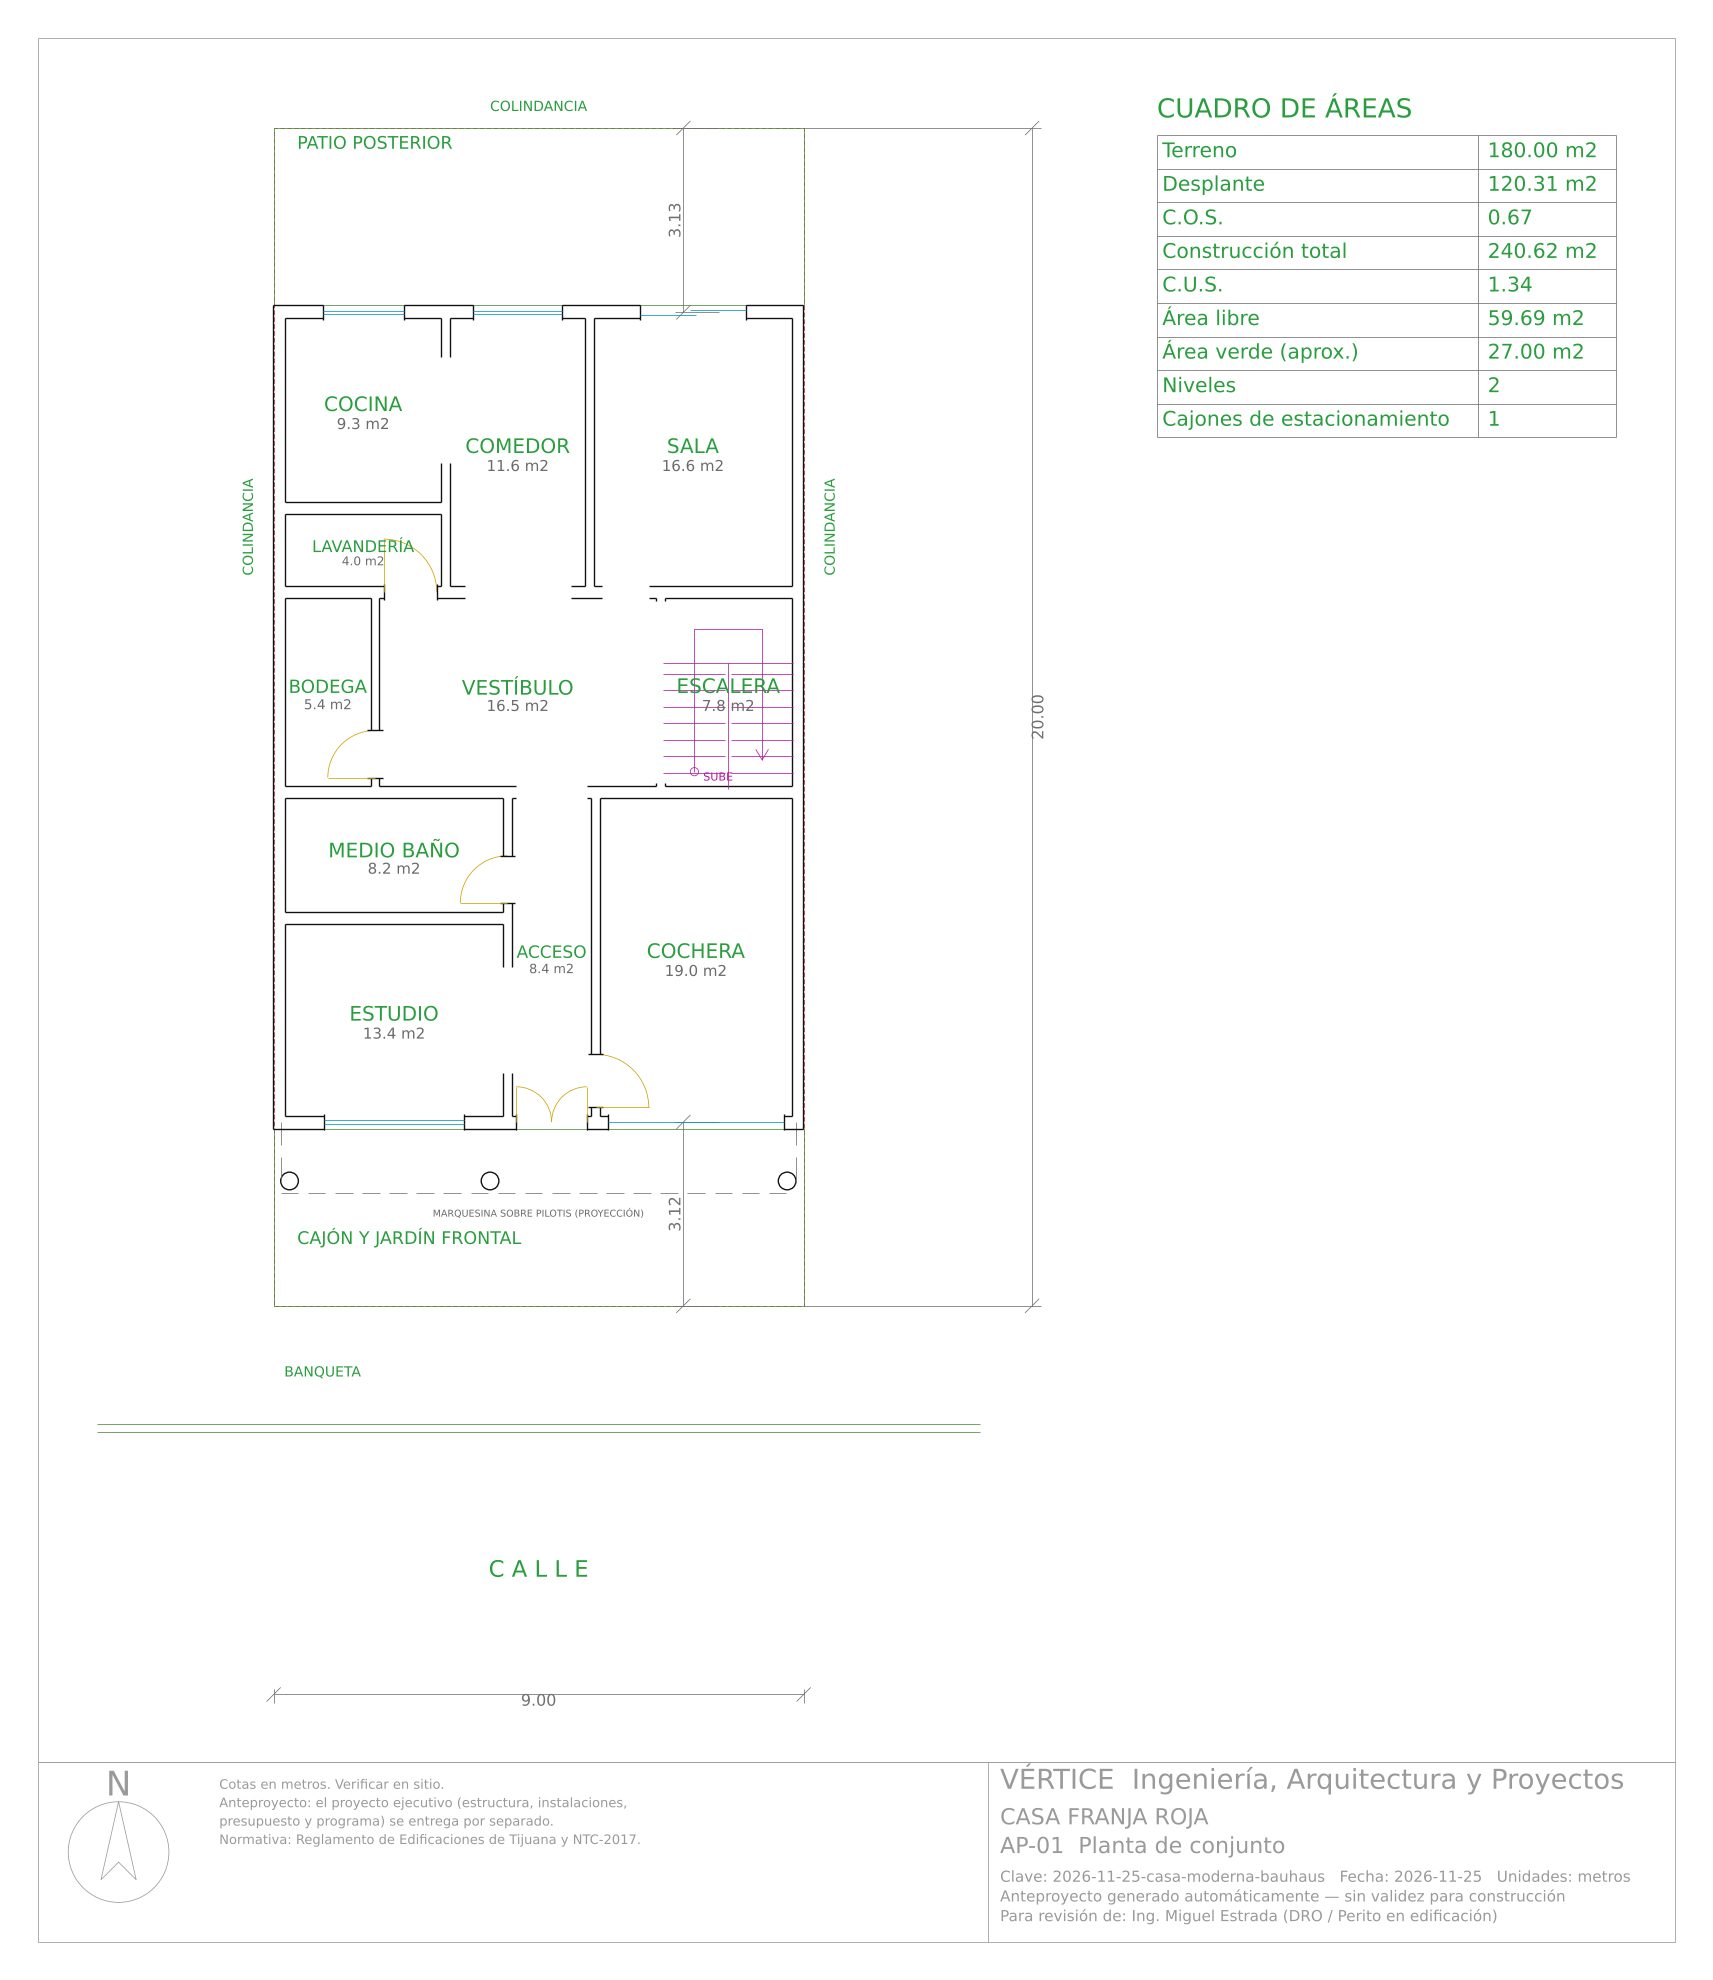 COLINDANCIA
PATIO POSTERIOR
3.13
COCINA
9.3 m2
COMEDOR
11.6 m2
SALA
16.6 m2
COLINDANCIA
COLINDANCIA
LAVANDERÍA
4.0 m2
BODEGA
5.4 m2
VESTÍBULO
16.5 m2
ESCALERA
7.8 m2
SUBE
20.00
MEDIO BAÑO
8.2 m2
ACCESO
8.4 m2
COCHERA
19.0 m2
ESTUDIO
13.4 m2
MARQUESINA SOBRE PILOTIS (PROYECCIÓN)
3.12
CAJÓN Y JARDÍN FRONTAL
BANQUETA
C A L L E
9.00
CUADRO DE ÁREAS
Terreno 180.00 m2
Desplante 120.31 m2
C.O.S. 0.67
Construcción total 240.62 m2
C.U.S. 1.34
Área libre 59.69 m2
Área verde (aprox.) 27.00 m2
Niveles 2
Cajones de estacionamiento 1
N
Cotas en metros. Verificar en sitio.
Anteproyecto: el proyecto ejecutivo (estructura, instalaciones,
presupuesto y programa) se entrega por separado.
Normativa: Reglamento de Edificaciones de Tijuana y NTC-2017.
VÉRTICE Ingeniería, Arquitectura y Proyectos
CASA FRANJA ROJA
AP-01 Planta de conjunto
Clave: 2026-11-25-casa-moderna-bauhaus Fecha: 2026-11-25 Unidades: metros
Anteproyecto generado automáticamente — sin validez para construcción
Para revisión de: Ing. Miguel Estrada (DRO / Perito en edificación)